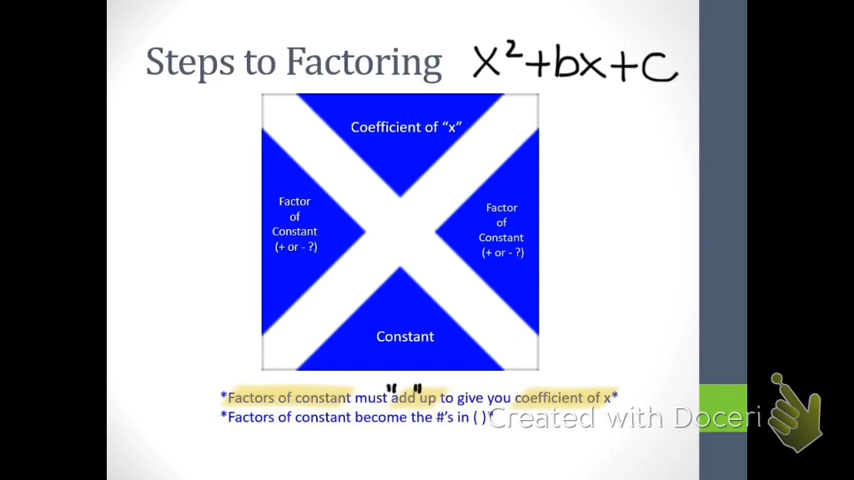 Steps to Factoring x²+bx+c
Coefficient of “x”
Factor
of
Constant
(+ or - ?)
Factor
of
Constant
(+ or - ?)
Constant
*Factors of constant must "add up" to give you coefficient of x*
*Factors of constant become the #'s in ( )*
Created with Doceri